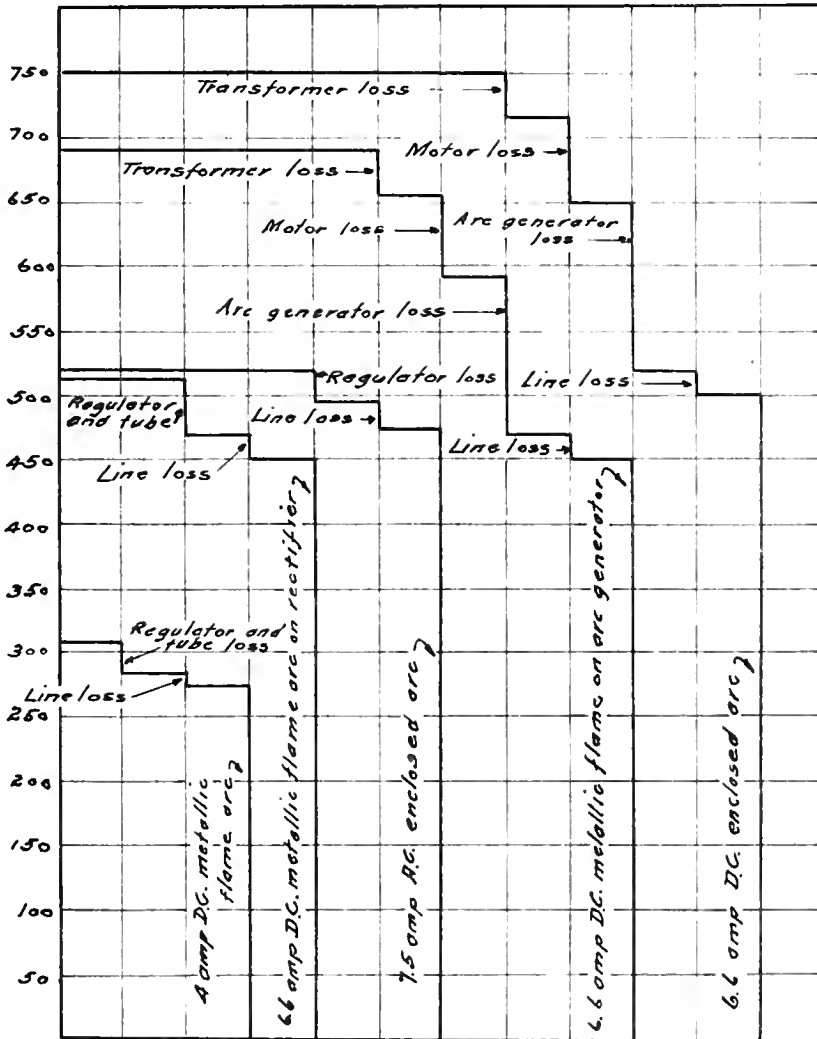 750
Transformer loss
700
Motor loss
Transformer loss
650
Motor loss
Arc generator
loss
600
Arc generator loss
550
Regulator loss
500
Regulator
and tube
Line loss
Line loss
450
Line loss
Line loss
400
350
300
Regulator and
tube loss
Line loss
250
200
150
100
50
4 amp D.C. metallic
flame arc
6.6 amp D.C. metallic flame arc on rectifier
7.5 amp A.C. enclosed arc
6.6 amp D.C. metallic flame on arc generator
6.6 amp D.C. enclosed arc